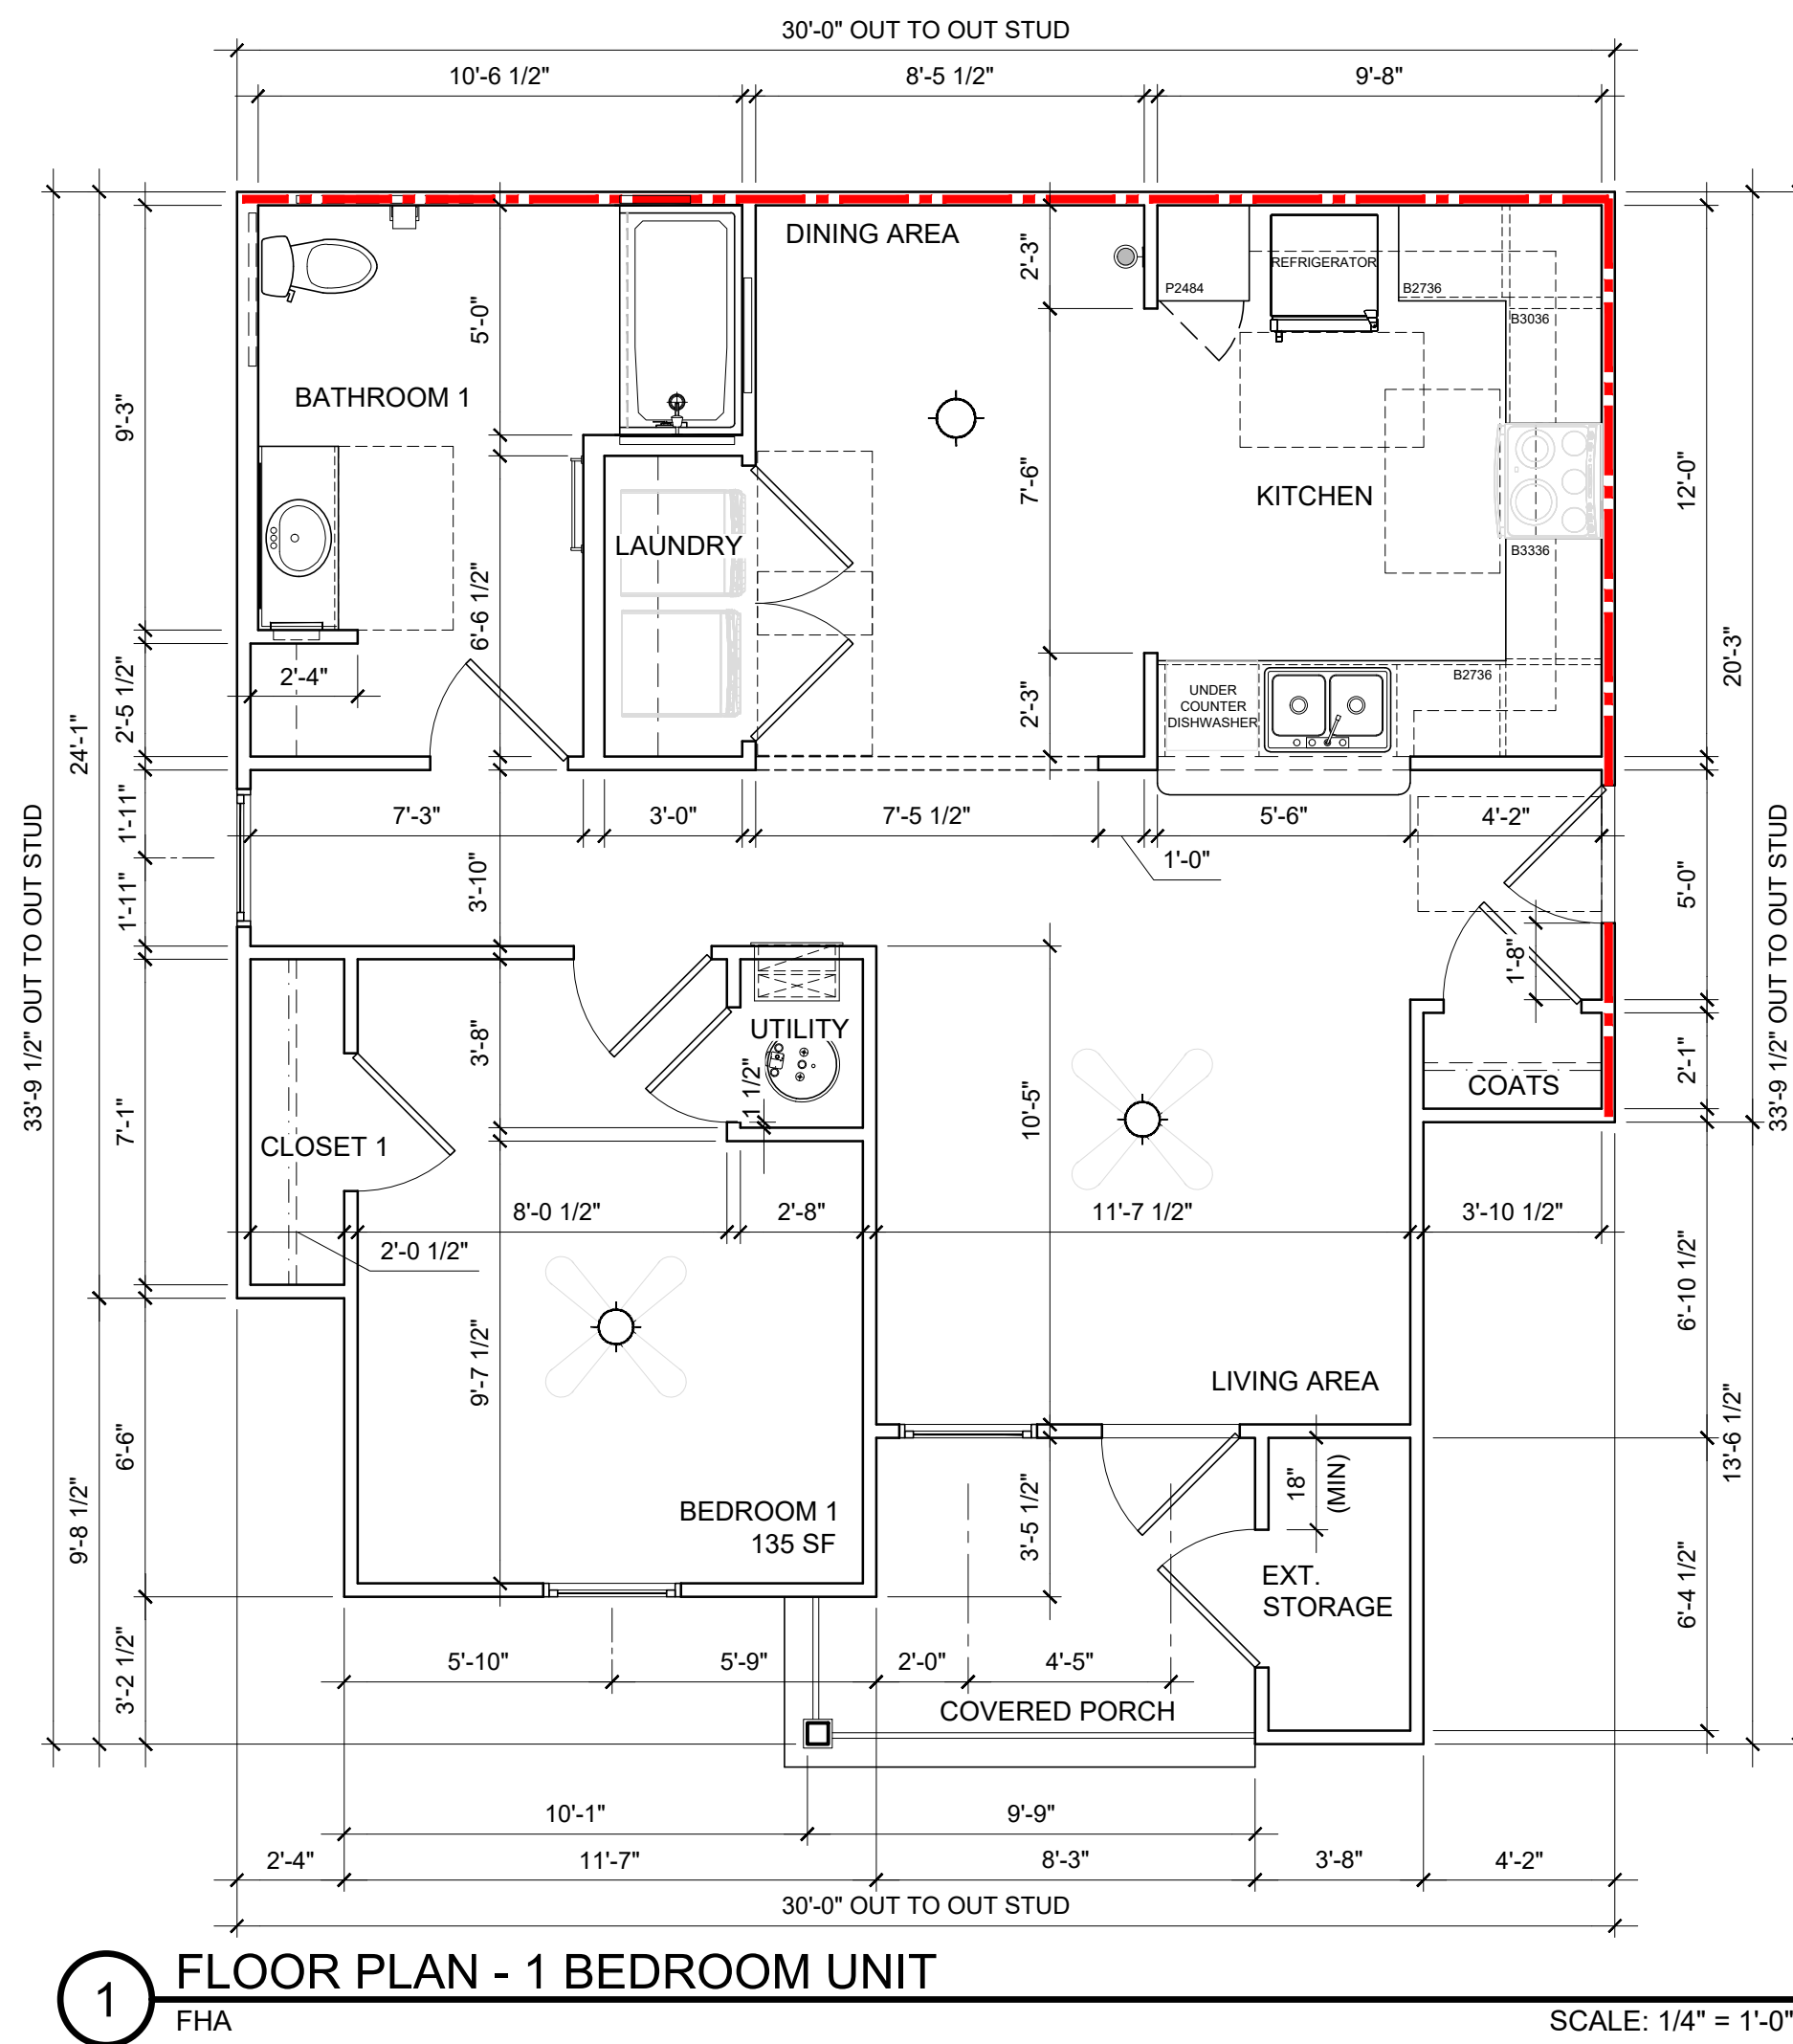 30'-0" OUT TO OUT STUD
10'-6 1/2"
8'-5 1/2"
9'-8"
DINING AREA
2'-3"
REFRIGERATOR
P2484
B2736
B3036
5'-0"
BATHROOM 1
9'-3"
7'-6"
KITCHEN
12'-0"
LAUNDRY
B3336
6'-6 1/2"
2'-4"
2'-5 1/2"
2'-3"
UNDER
COUNTER
DISHWASHER
B2736
20'-3"
24'-1"
33'-9 1/2" OUT TO OUT STUD
1'-11"
1'-11"
7'-3"
3'-0"
7'-5 1/2"
5'-6"
4'-2"
1'-0"
3'-10"
5'-0"
1'-8"
33'-9 1/2" OUT TO OUT STUD
3'-8"
UTILITY
1 1/2"
10'-5"
COATS
2'-1"
7'-1"
CLOSET 1
8'-0 1/2"
2'-8"
11'-7 1/2"
3'-10 1/2"
2'-0 1/2"
6'-10 1/2"
9'-7 1/2"
LIVING AREA
6'-6"
9'-8 1/2"
BEDROOM 1
135 SF
3'-5 1/2"
18"
(MIN)
13'-6 1/2"
EXT.
STORAGE
6'-4 1/2"
3'-2 1/2"
5'-10"
5'-9"
2'-0"
4'-5"
COVERED PORCH
10'-1"
9'-9"
2'-4"
11'-7"
8'-3"
3'-8"
4'-2"
30'-0" OUT TO OUT STUD
1
FLOOR PLAN - 1 BEDROOM UNIT
FHA
SCALE: 1/4" = 1'-0"